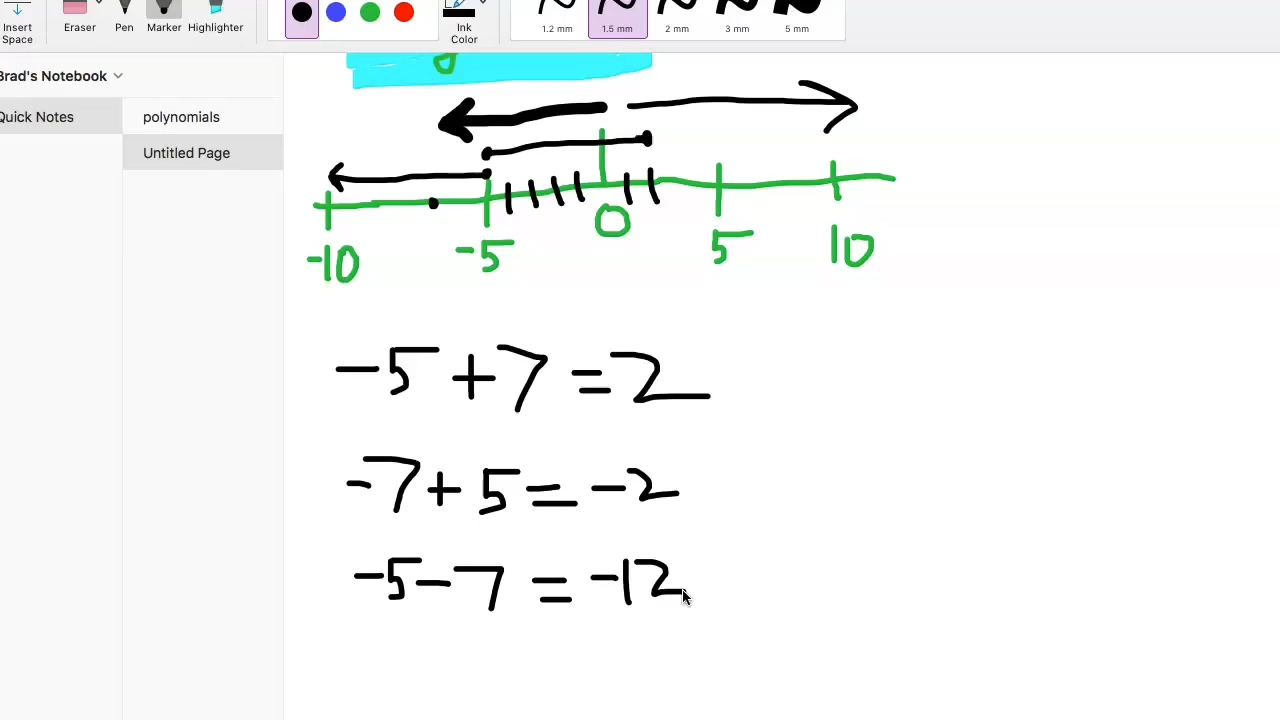 Insert Space
Eraser
Pen
Marker
Highlighter
Ink Color
1.2 mm
1.5 mm
2 mm
3 mm
5 mm
Brad's Notebook
Quick Notes
polynomials
Untitled Page
-10 -5 0 5 10
-5+7=2
-7+5=-2
-5-7=-12